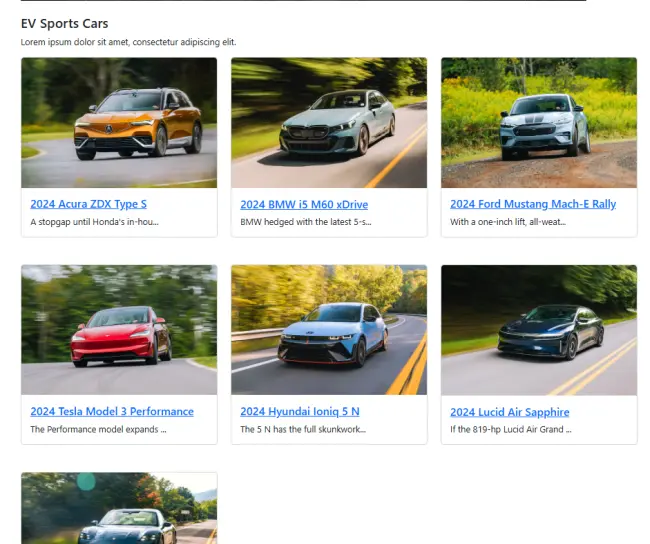 EV Sports Cars
Lorem ipsum dolor sit amet, consectetur adipiscing elit.
2024 Acura ZDX Type S
A stopgap until Honda's in-hou...
2024 BMW i5 M60 xDrive
BMW hedged with the latest 5-s...
2024 Ford Mustang Mach-E Rally
With a one-inch lift, all-weat...
2024 Tesla Model 3 Performance
The Performance model expands ...
2024 Hyundai Ioniq 5 N
The 5 N has the full skunkwork...
2024 Lucid Air Sapphire
If the 819-hp Lucid Air Grand ...